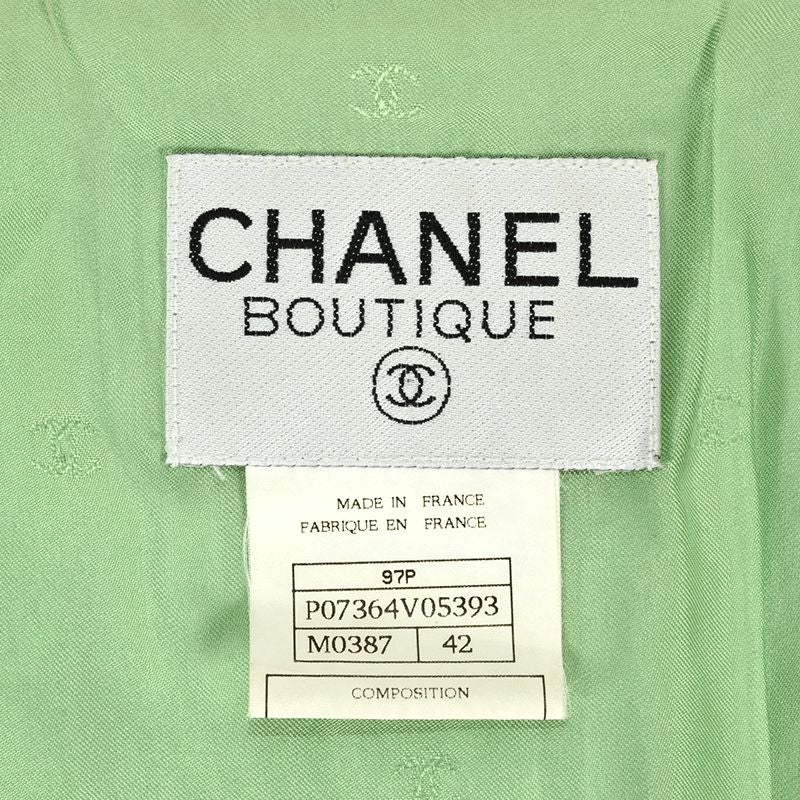 CHANEL
BOUTIQUE
MADE IN FRANCE
FABRIQUE EN FRANCE
97P
P07364V05393
M0387 42
COMPOSITION